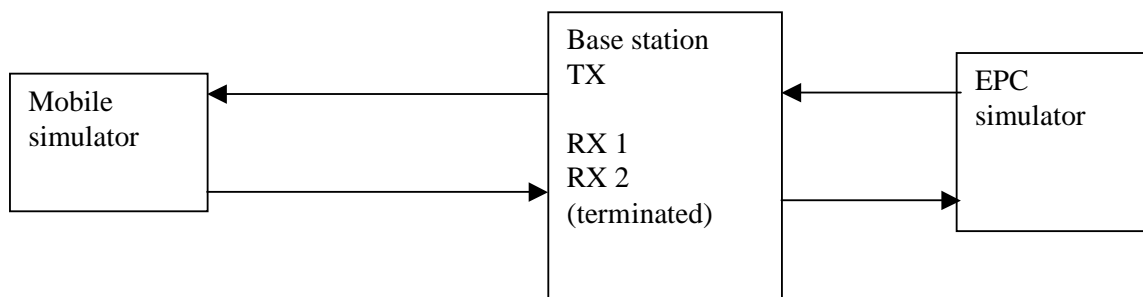 Mobile
simulator
Base station
TX
RX 1
RX 2
(terminated)
EPC
simulator